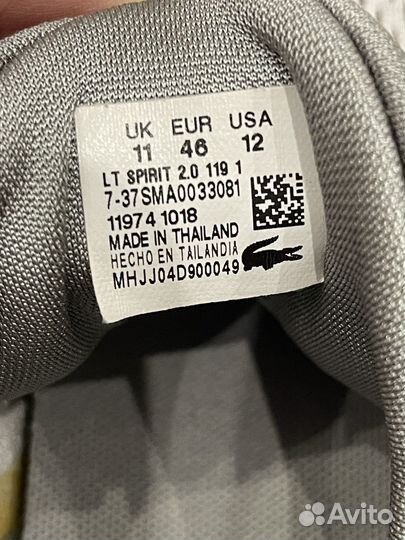 UK EUR USA
11 46 12
LT SPIRIT 2.0 119 1
7-37SMA0033081
11974 1018
MADE IN THAILAND
HECHO EN TAILANDIA
MHJJ04D900049
Avito